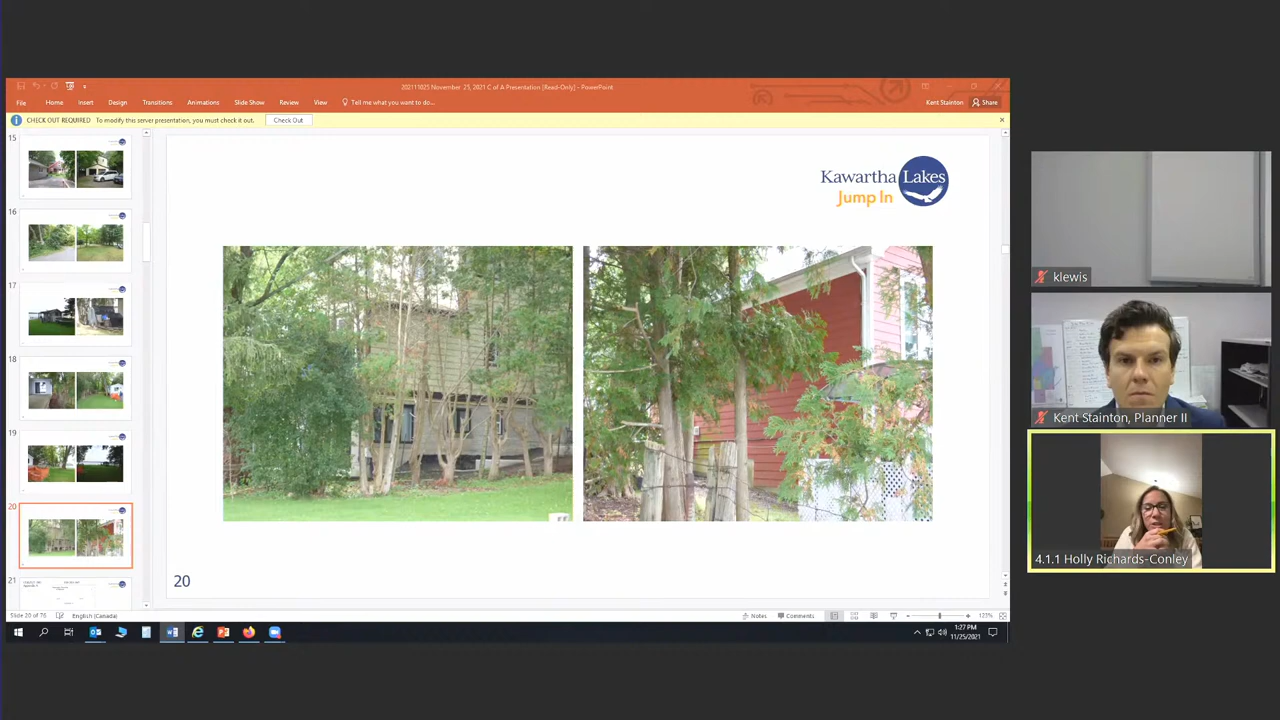 202111025 November 25, 2021 C of A Presentation [Read-Only] - PowerPoint
File Home Insert Design Transitions Animations Slide Show Review View Tell me what you want to do... Kent Stainton Share
CHECK OUT REQUIRED To modify this server presentation, you must check it out. Check Out
15
16
17
18
19
20
21
Kawartha Lakes
Jump In
20
klewis
Kent Stainton, Planner II
4.1.1 Holly Richards-Conley
Slide 20 of 76 English (Canada) Notes Comments 123%
1:27 PM
11/25/2021